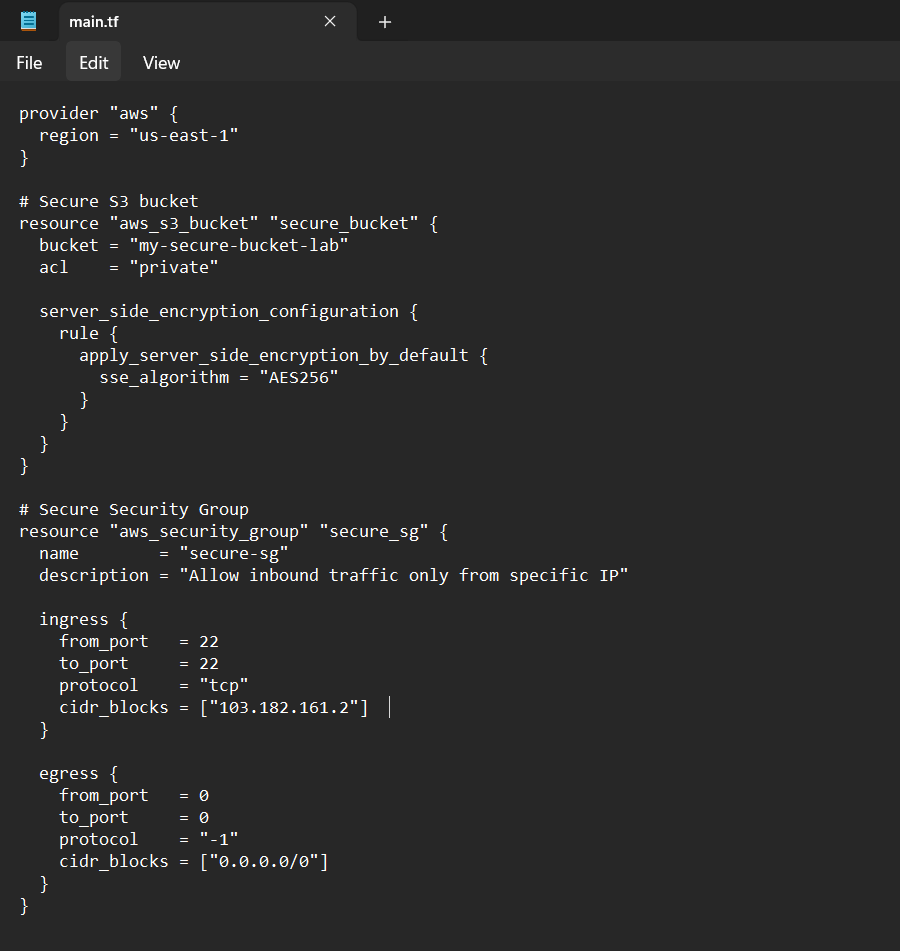 main.tf
File Edit View
provider "aws" {
  region = "us-east-1"
}

# Secure S3 bucket
resource "aws_s3_bucket" "secure_bucket" {
  bucket = "my-secure-bucket-lab"
  acl    = "private"

  server_side_encryption_configuration {
    rule {
      apply_server_side_encryption_by_default {
        sse_algorithm = "AES256"
      }
    }
  }
}

# Secure Security Group
resource "aws_security_group" "secure_sg" {
  name        = "secure-sg"
  description = "Allow inbound traffic only from specific IP"

  ingress {
    from_port   = 22
    to_port     = 22
    protocol    = "tcp"
    cidr_blocks = ["103.182.161.2"]
  }

  egress {
    from_port   = 0
    to_port     = 0
    protocol    = "-1"
    cidr_blocks = ["0.0.0.0/0"]
  }
}